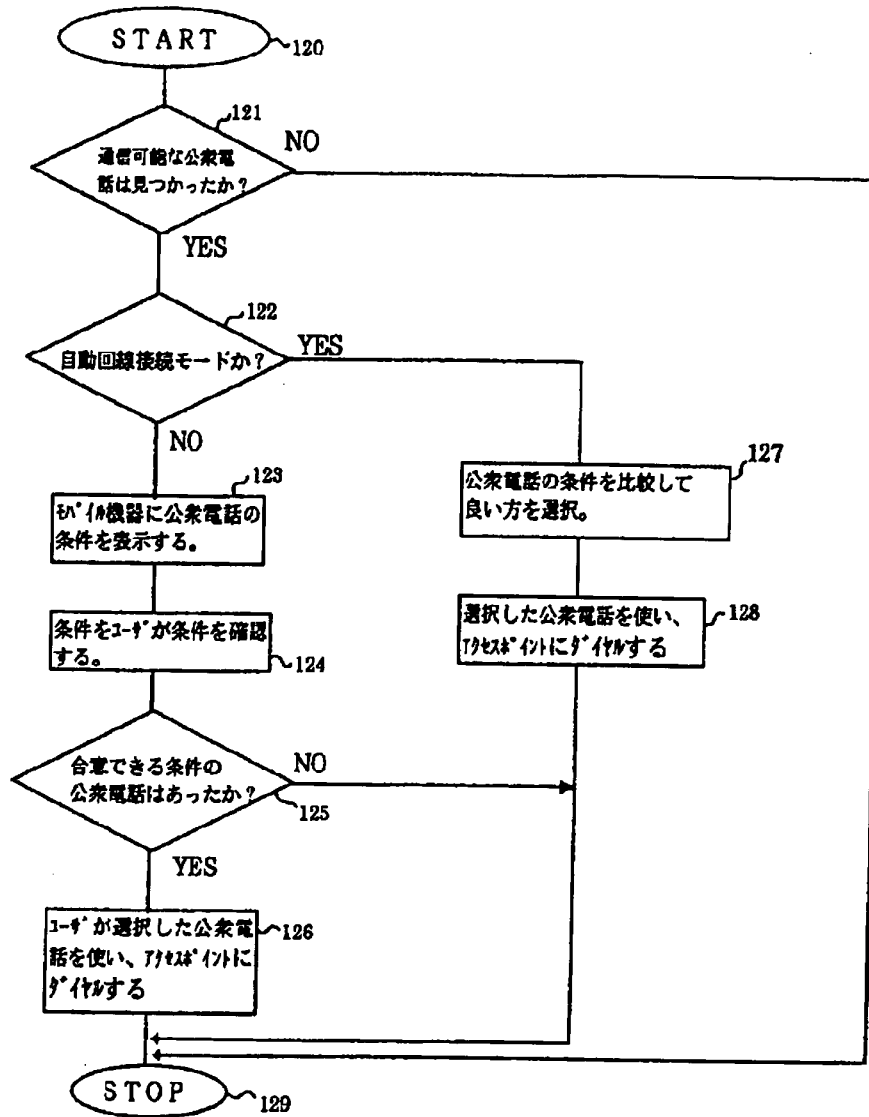 START
120
121
通信可能な公衆電
話は見つかったか?
NO
YES
122
自動回線接続モードか?
YES
NO
123
ﾓﾊﾞｲﾙ機器に公衆電話の
条件を表示する。
127
公衆電話の条件を比較して
良い方を選択。
条件をﾕｰｻﾞが条件を確認
する。
124
選択した公衆電話を使い、
ｱｸｾｽﾎﾟｲﾝﾄにﾀﾞｲﾔﾙする
128
合意できる条件の
公衆電話はあったか?
NO
125
YES
ﾕｰｻﾞが選択した公衆電
話を使い、ｱｸｾｽﾎﾟｲﾝﾄに
ﾀﾞｲﾔﾙする
126
STOP
129